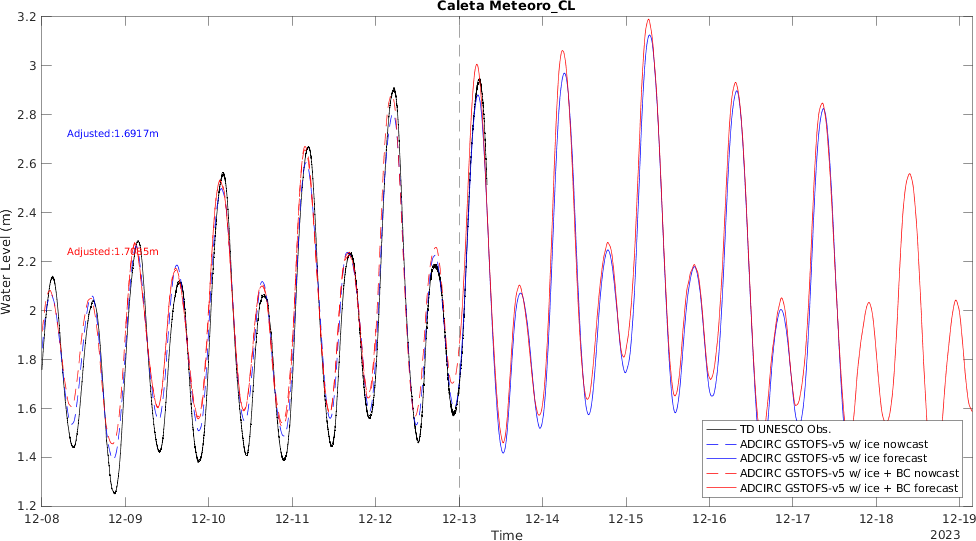 Caleta Meteoro_CL
3.2
3
2.8
2.6
2.4
2.2
2
1.8
1.6
1.4
1.2
Water Level (m)
Adjusted:1.6917m
12-08
12-09
12-10
12-11
12-12
12-13
12-14
12-15
12-16
12-17
12-18
12-19
2023
Time
TD UNESCO Obs.
ADCIRC GSTOFS-v5 w/ ice nowcast
ADCIRC GSTOFS-v5 w/ ice forecast
ADCIRC GSTOFS-v5 w/ ice + BC nowcast
ADCIRC GSTOFS-v5 w/ ice + BC forecast